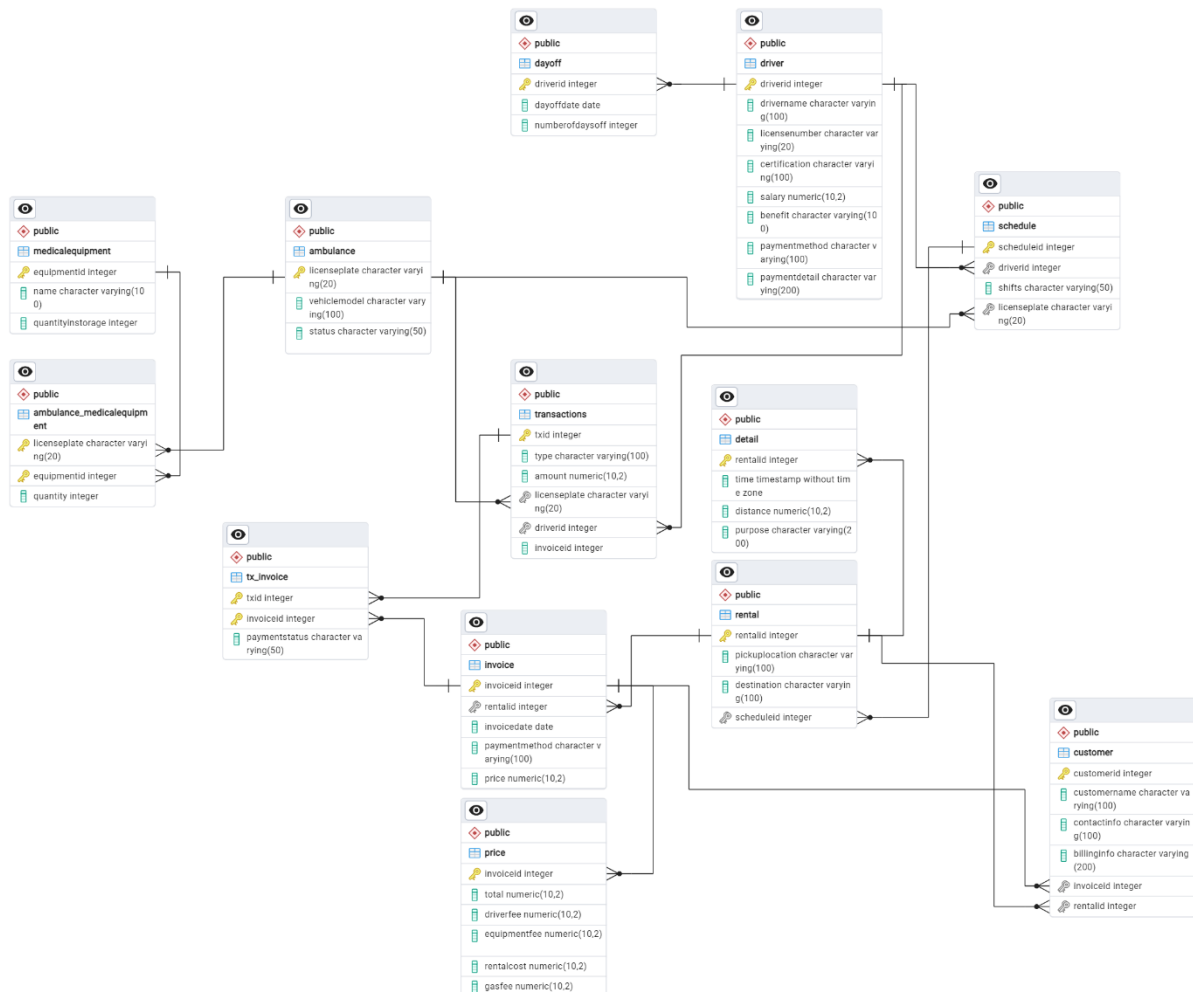 public
dayoff
driverid integer
dayoffdate date
numberofdaysoff integer
public
driver
driverid integer
drivername character varyin
g(100)
licensenumber character var
ying(20)
certification character varyi
ng(100)
salary numeric(10,2)
benefit character varying(10
0)
paymentmethod character v
arying(100)
paymentdetail character va
rying(200)
public
schedule
scheduleid integer
driverid integer
shifts character varying(50)
licenseplate character varyi
ng(20)
public
medicalequipment
equipmentid integer
name character varying(10
0)
quantityinstorage integer
public
ambulance
licenseplate character varyi
ng(20)
vehiclemodel character var
ying(100)
status character varying(50)
public
ambulance_medicalequipm
ent
licenseplate character varyi
ng(20)
equipmentid integer
quantity integer
public
transactions
txid integer
type character varying(100)
amount numeric(10,2)
licenseplate character varyi
ng(20)
driverid integer
invoiceid integer
public
detail
rentalid integer
time timestamp without tim
e zone
distance numeric(10,2)
purpose character varying(2
00)
public
tx_invoice
txid integer
invoiceid integer
paymentstatus character va
rying(50)
public
rental
rentalid integer
pickuplocation character var
ying(100)
destination character varyin
g(100)
scheduleid integer
public
invoice
invoiceid integer
rentalid integer
invoicedate date
paymentmethod character v
arying(100)
price numeric(10,2)
public
customer
customerid integer
customername character va
rying(100)
contactinfo character varyin
g(100)
billinginfo character varying
(200)
invoiceid integer
rentalid integer
public
price
invoiceid integer
total numeric(10,2)
driverfee numeric(10,2)
equipmentfee numeric(10,2)
rentalcost numeric(10,2)
gasfee numeric(10,2)